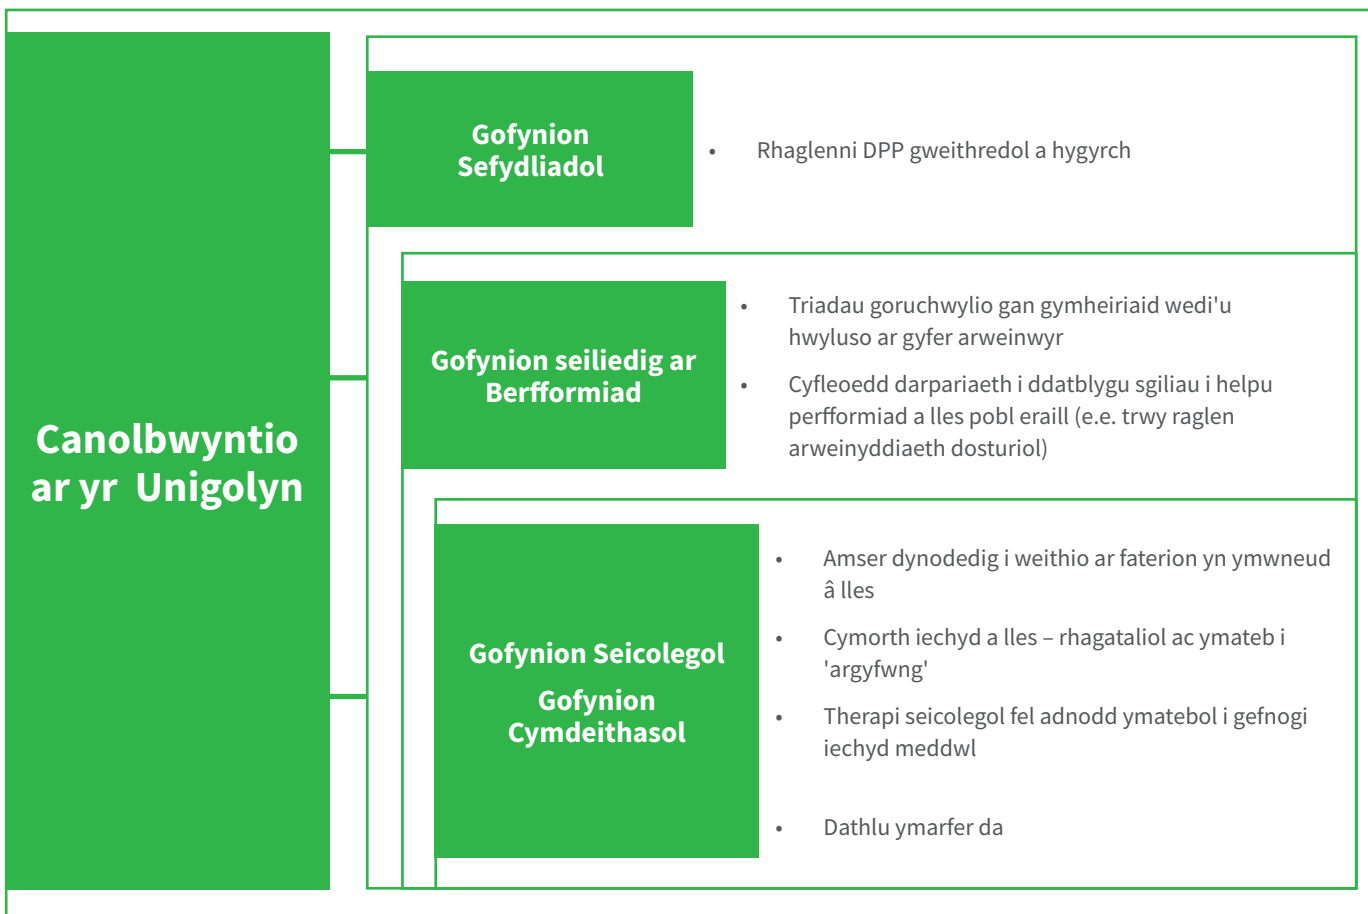 Canolbwyntio
ar yr Unigolyn
Gofynion
Sefydliadol
• Rhaglenni DPP gweithredol a hygyrch
Gofynion seiliedig ar
Berfformiad
• Triadau goruchwylio gan gymheiriaid wedi'u
hwyluso ar gyfer arweinwyr
• Cyfleoedd darpariaeth i ddatblygu sgiliau i helpu
perfformiad a lles pobl eraill (e.e. trwy raglen
arweinyddiaeth dosturiol)
Gofynion Seicolegol
Gofynion
Cymdeithasol
• Amser dynodedig i weithio ar faterion yn ymwneud
â lles
• Cymorth iechyd a lles – rhagataliol ac ymateb i
'argyfwng'
• Therapi seicolegol fel adnodd ymatebol i gefnogi
iechyd meddwl
• Dathlu ymarfer da